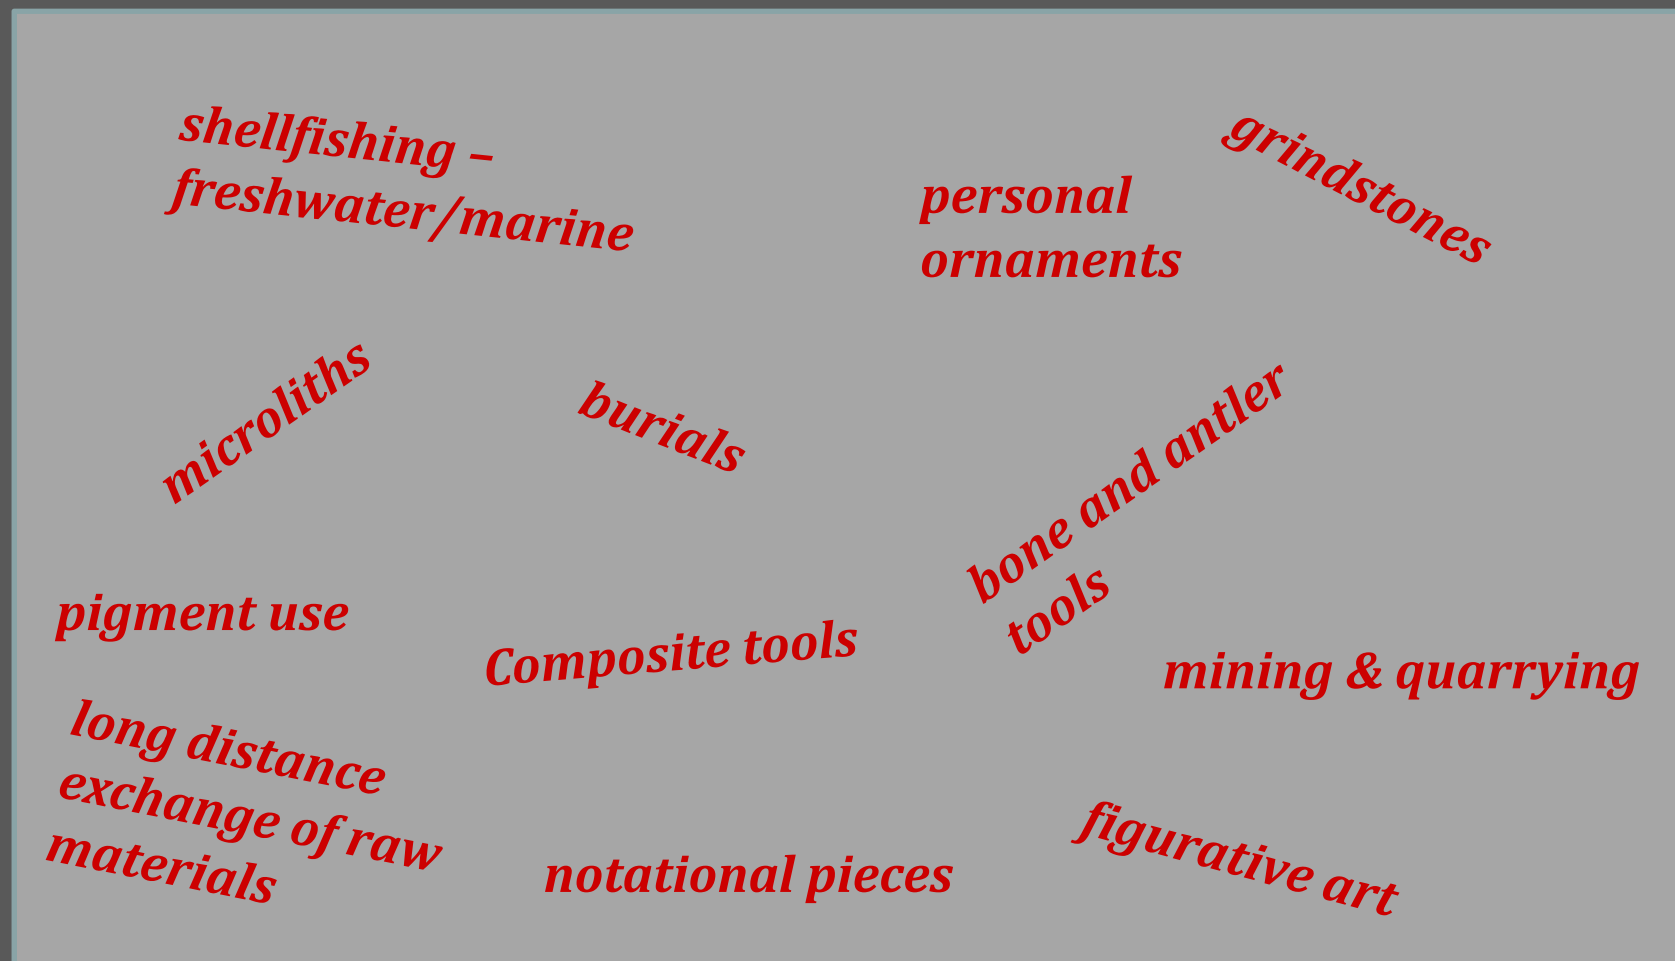 shellfishing –
freshwater/marine
personal
ornaments
grindstones
microliths
burials
bone and antler
tools
pigment use
Composite tools
mining & quarrying
long distance
exchange of raw
materials
notational pieces
figurative art